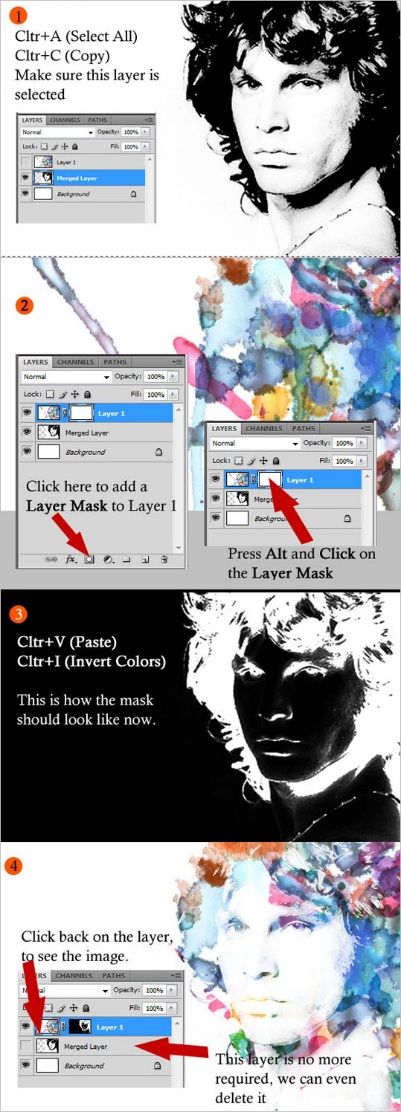 1
Cltr+A (Select All)
Cltr+C (Copy)
Make sure this layer is
selected
LAYERS CHANNELS PATHS
Normal Opacity: 100%
Lock: Fill: 100%
Layer 1
Merged Layer
Background
2
LAYERS CHANNELS PATHS
Normal Opacity: 100%
Lock: Fill: 100%
Layer 1
Merged Layer
Background
Click here to add a
Layer Mask to Layer 1
fx.
LAYERS CHANNELS PATHS
Normal Opacity: 100%
Lock: Fill: 100%
Layer 1
Background
Press Alt and Click on
the Layer Mask
3
Cltr+V (Paste)
Cltr+I (Invert Colors)
This is how the mask
should look like now.
4
Click back on the layer,
to see the image.
CHANNELS PATHS
Opacity: 100%
Fill: 100%
Layer 1
Merged Layer
Background
This layer is no more
required, we can even
delete it